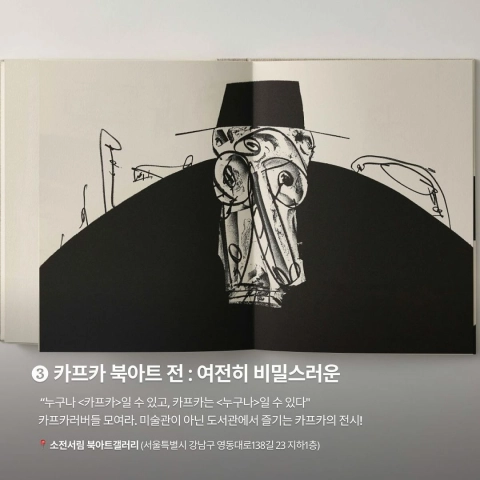 ❸ 카프카 북아트 전 : 여전히 비밀스러운
"누구나 <카프카>일 수 있고, 카프카는 <누구나>일 수 있다"
카프카러버들 모여라. 미술관이 아닌 도서관에서 즐기는 카프카의 전시!
📍 소전서림 북아트갤러리 (서울특별시 강남구 영동대로138길 23 지하1층)